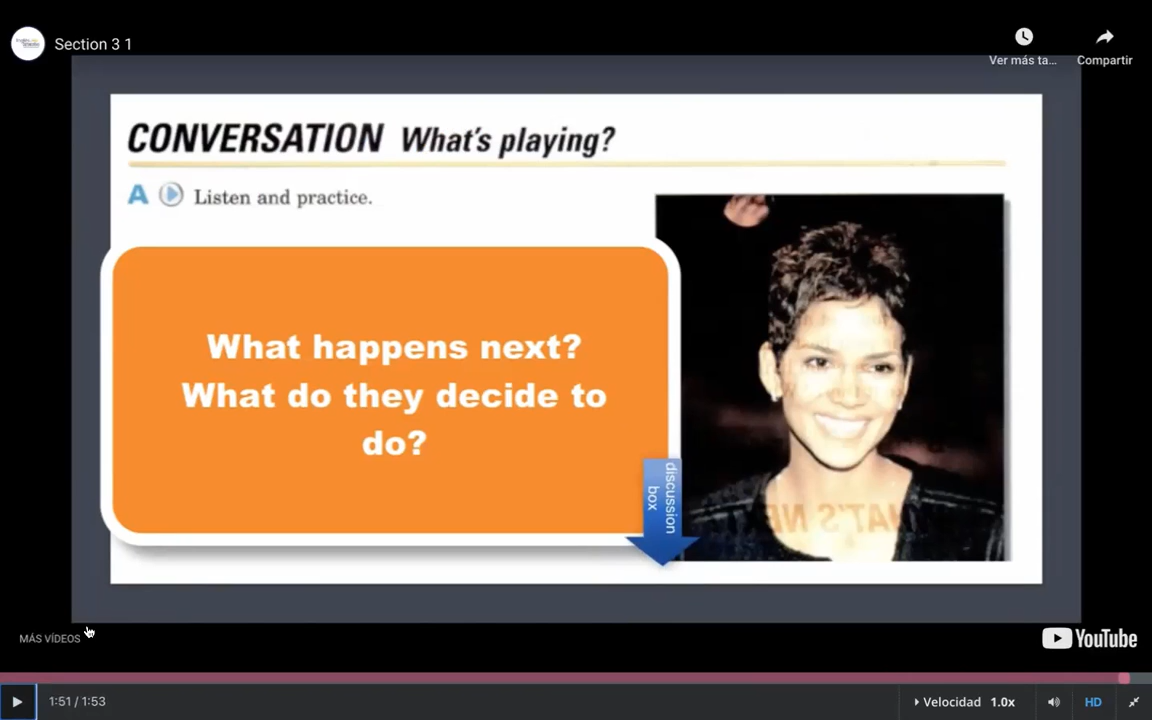 Section 3 1
Ver más ta...
Compartir
CONVERSATION What's playing?
A Listen and practice.
What happens next?
What do they decide to
do?
discussion
box
MÁS VÍDEOS
YouTube
1:51 / 1:53
Velocidad 1.0x
HD